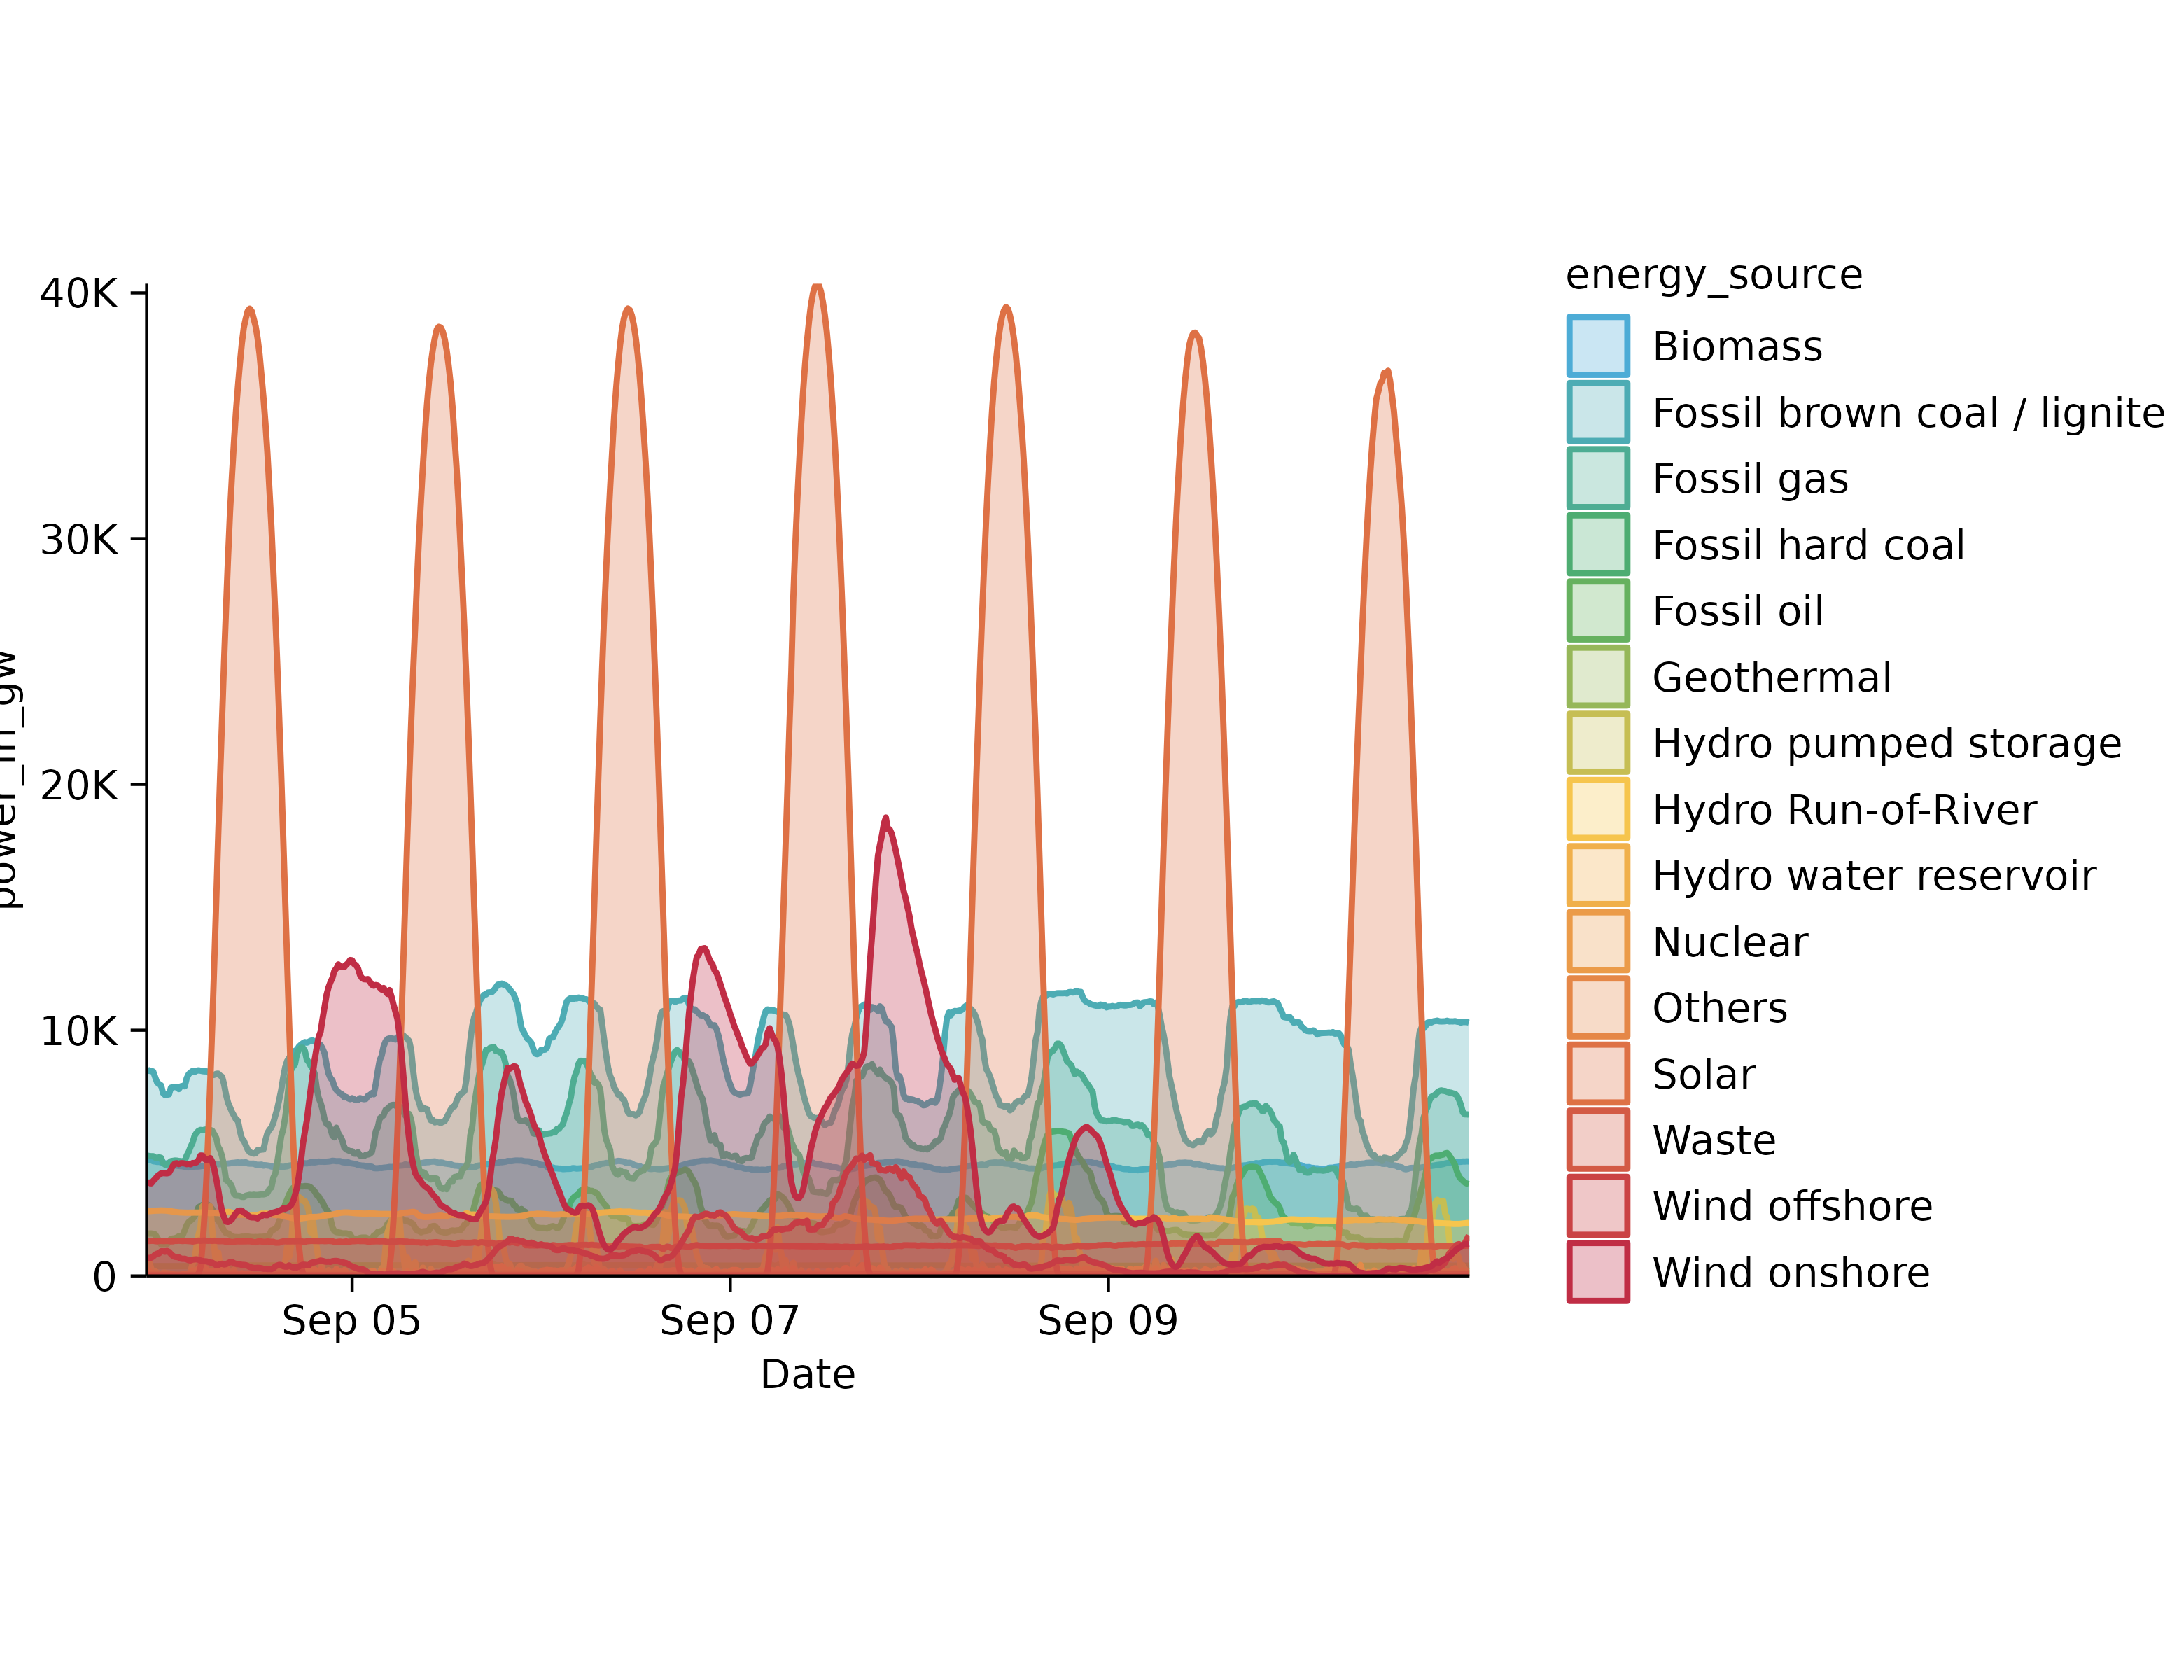 energy_source
Biomass
Fossil brown coal / lignite
Fossil gas
Fossil hard coal
Fossil oil
Geothermal
Hydro pumped storage
Hydro Run-of-River
Hydro water reservoir
Nuclear
Others
Solar
Waste
Wind offshore
Wind onshore
40K
30K
20K
10K
0
power_in_gw
Sep 05 Sep 07 Sep 09
Date